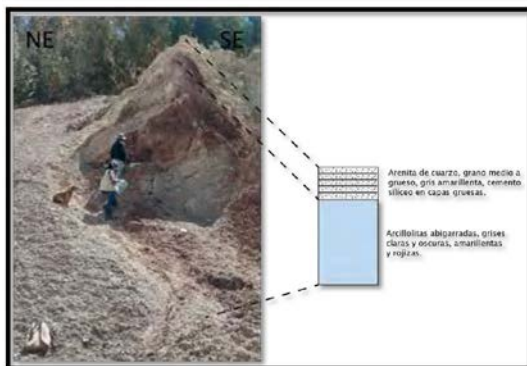 NE SE
Arenita de cuarzo, grano medio a
grueso, gris amarillenta, cemento
siliceo en capas gruesas.
Arcillolitas abigarradas, grises
claras y oscuras, amarillentas
y rojizas.